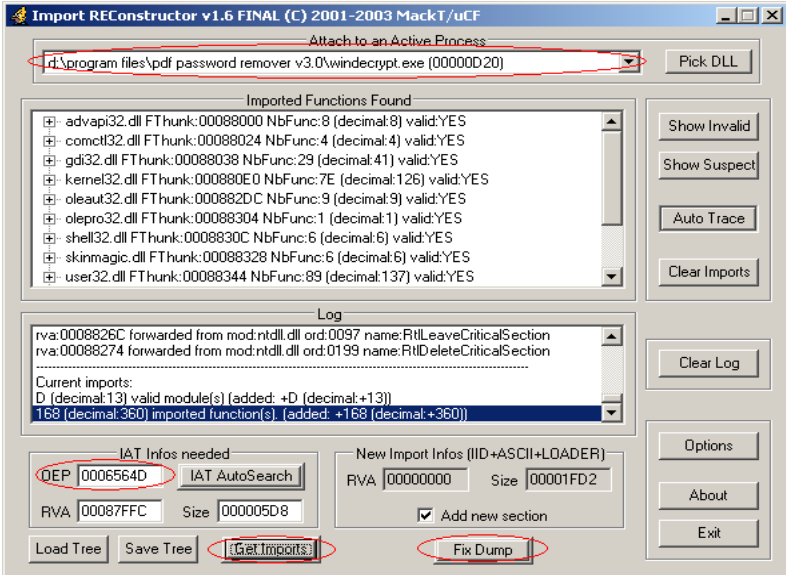 Import REConstructor v1.6 FINAL (C) 2001-2003 MackT/uCF
Attach to an Active Process
d:\program files\pdf password remover v3.0\windecrypt.exe (00000D20)
Pick DLL
Imported Functions Found
advapi32.dll FThunk:00088000 NbFunc:8 (decimal:8) valid:YES
comctl32.dll FThunk:00088024 NbFunc:4 (decimal:4) valid:YES
gdi32.dll FThunk:00088038 NbFunc:29 (decimal:41) valid:YES
kernel32.dll FThunk:000880E0 NbFunc:7E (decimal:126) valid:YES
oleaut32.dll FThunk:000882DC NbFunc:9 (decimal:9) valid:YES
olepro32.dll FThunk:00088304 NbFunc:1 (decimal:1) valid:YES
shell32.dll FThunk:0008830C NbFunc:6 (decimal:6) valid:YES
skinmagic.dll FThunk:00088328 NbFunc:6 (decimal:6) valid:YES
user32.dll FThunk:00088344 NbFunc:89 (decimal:137) valid:YES
Show Invalid
Show Suspect
Auto Trace
Clear Imports
Log
rva:0008826C forwarded from mod:ntdll.dll ord:0097 name:RtlLeaveCriticalSection
rva:00088274 forwarded from mod:ntdll.dll ord:0199 name:RtlDeleteCriticalSection
Current imports:
D (decimal:13) valid module(s) (added: +D (decimal:+13))
168 (decimal:360) imported function(s). (added: +168 (decimal:+360))
Clear Log
IAT Infos needed
OEP 0006564D IAT AutoSearch
RVA 00087FFC Size 000005D8
New Import Infos (IID+ASCII+LOADER)
RVA 00000000 Size 00001FD2
Add new section
Options
About
Exit
Load Tree Save Tree Get Imports Fix Dump